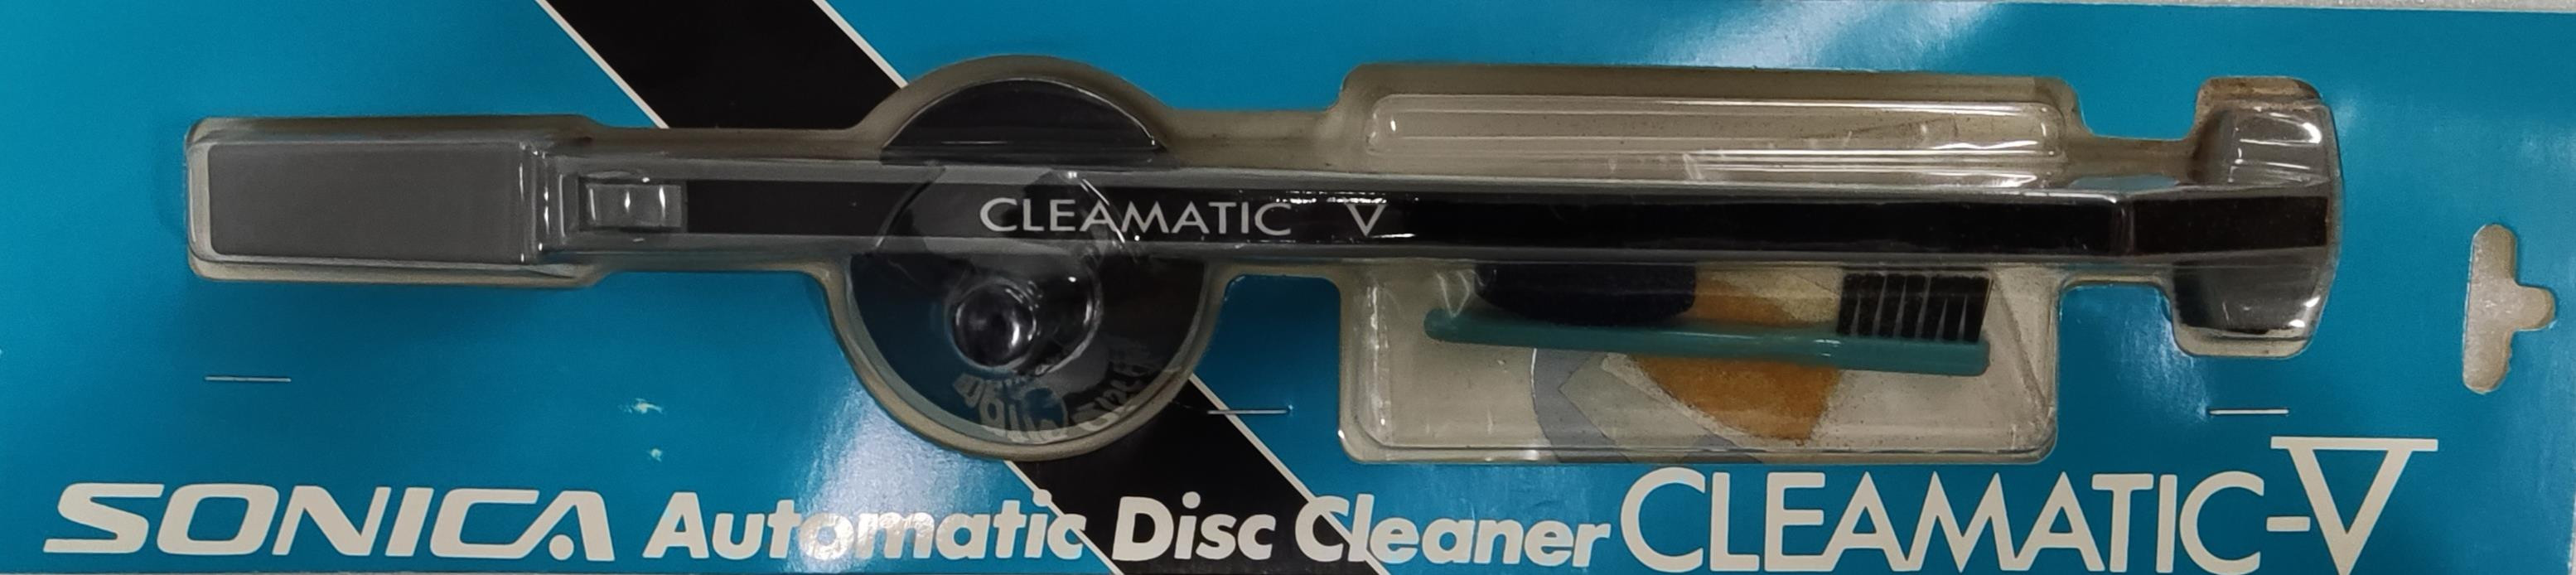 CLEAMATIC V
SONICA Automatic Disc Cleaner CLEAMATIC-V